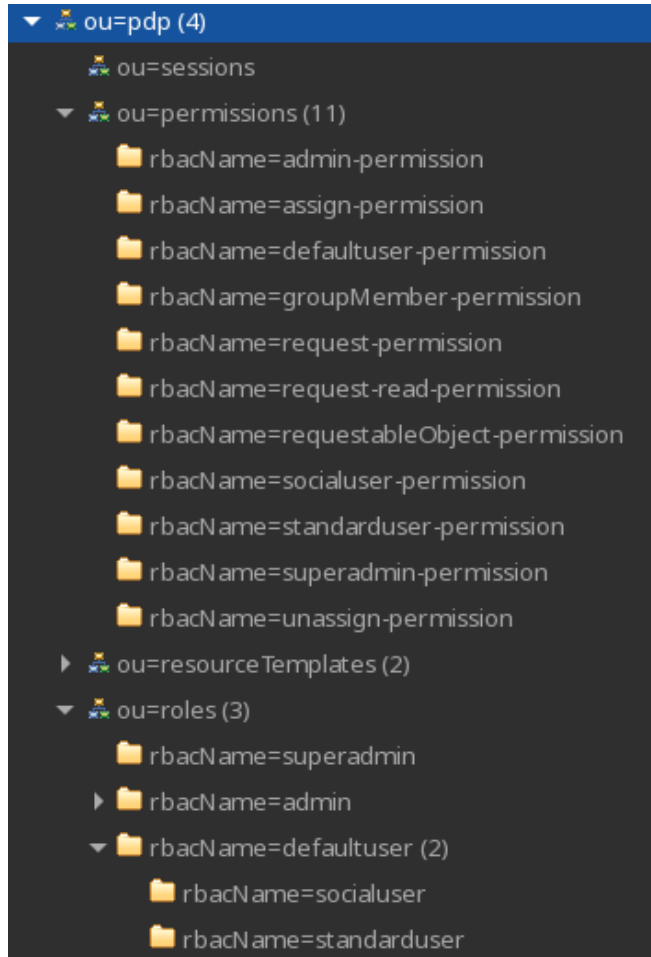 ou=pdp (4)
ou=sessions
ou=permissions (11)
rbacName=admin-permission
rbacName=assign-permission
rbacName=defaultuser-permission
rbacName=groupMember-permission
rbacName=request-permission
rbacName=request-read-permission
rbacName=requestableObject-permission
rbacName=socialuser-permission
rbacName=standarduser-permission
rbacName=superadmin-permission
rbacName=unassign-permission
ou=resourceTemplates (2)
ou=roles (3)
rbacName=superadmin
rbacName=admin
rbacName=defaultuser (2)
rbacName=socialuser
rbacName=standarduser